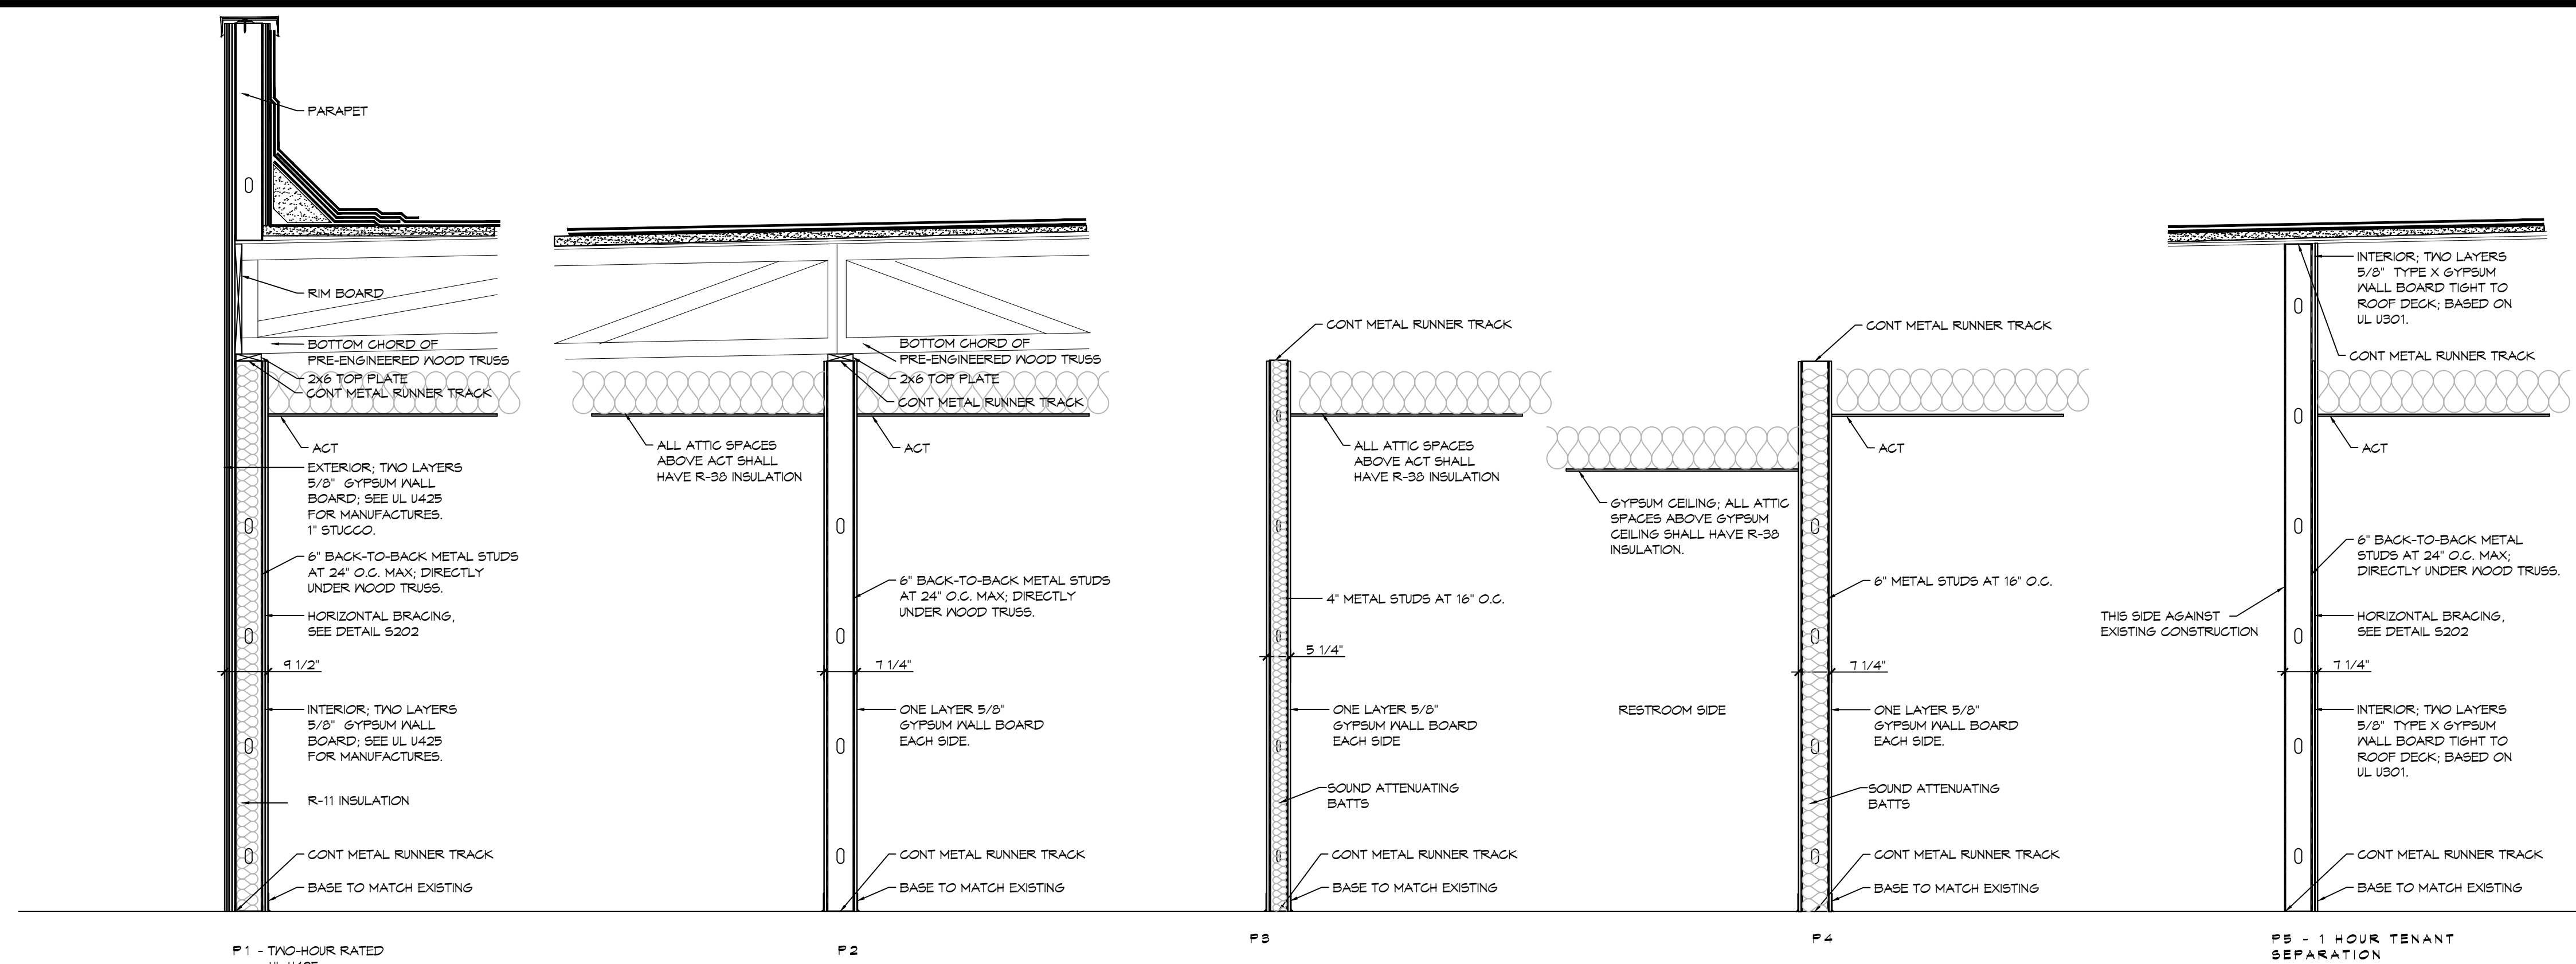 PARAPET
RIM BOARD
BOTTOM CHORD OF
PRE-ENGINEERED WOOD TRUSS
2x6 TOP PLATE
CONT METAL RUNNER TRACK
ACT
EXTERIOR; TWO LAYERS
5/8" GYPSUM WALL
BOARD; SEE UL U425
FOR MANUFACTURES.
1" STUCCO.
6" BACK-TO-BACK METAL STUDS
AT 24" O.C. MAX; DIRECTLY
UNDER WOOD TRUSS.
HORIZONTAL BRACING,
SEE DETAIL S202
9 1/2"
INTERIOR; TWO LAYERS
5/8" GYPSUM WALL
BOARD; SEE UL U425
FOR MANUFACTURES.
R-11 INSULATION
CONT METAL RUNNER TRACK
BASE TO MATCH EXISTING
P1 - TWO-HOUR RATED
BOTTOM CHORD OF
PRE-ENGINEERED WOOD TRUSS
2x6 TOP PLATE
CONT METAL RUNNER TRACK
ALL ATTIC SPACES
ABOVE ACT SHALL
HAVE R-38 INSULATION
ACT
6" BACK-TO-BACK METAL STUDS
AT 24" O.C. MAX; DIRECTLY
UNDER WOOD TRUSS.
7 1/4"
ONE LAYER 5/8"
GYPSUM WALL BOARD
EACH SIDE.
CONT METAL RUNNER TRACK
BASE TO MATCH EXISTING
P2
CONT METAL RUNNER TRACK
ALL ATTIC SPACES
ABOVE ACT SHALL
HAVE R-38 INSULATION
4" METAL STUDS AT 16" O.C.
5 1/4"
ONE LAYER 5/8"
GYPSUM WALL BOARD
EACH SIDE
SOUND ATTENUATING
BATTS
CONT METAL RUNNER TRACK
BASE TO MATCH EXISTING
P3
CONT METAL RUNNER TRACK
ACT
GYPSUM CEILING; ALL ATTIC
SPACES ABOVE GYPSUM
CEILING SHALL HAVE R-38
INSULATION.
6" METAL STUDS AT 16" O.C.
7 1/4"
RESTROOM SIDE
ONE LAYER 5/8"
GYPSUM WALL BOARD
EACH SIDE.
SOUND ATTENUATING
BATTS
CONT METAL RUNNER TRACK
BASE TO MATCH EXISTING
P4
INTERIOR; TWO LAYERS
5/8" TYPE X GYPSUM
WALL BOARD TIGHT TO
ROOF DECK; BASED ON
UL U301.
CONT METAL RUNNER TRACK
ACT
6" BACK-TO-BACK METAL
STUDS AT 24" O.C. MAX;
DIRECTLY UNDER WOOD TRUSS.
THIS SIDE AGAINST
EXISTING CONSTRUCTION
HORIZONTAL BRACING,
SEE DETAIL S202
7 1/4"
INTERIOR; TWO LAYERS
5/8" TYPE X GYPSUM
WALL BOARD TIGHT TO
ROOF DECK; BASED ON
UL U301.
CONT METAL RUNNER TRACK
BASE TO MATCH EXISTING
P5 - 1 HOUR TENANT
SEPARATION